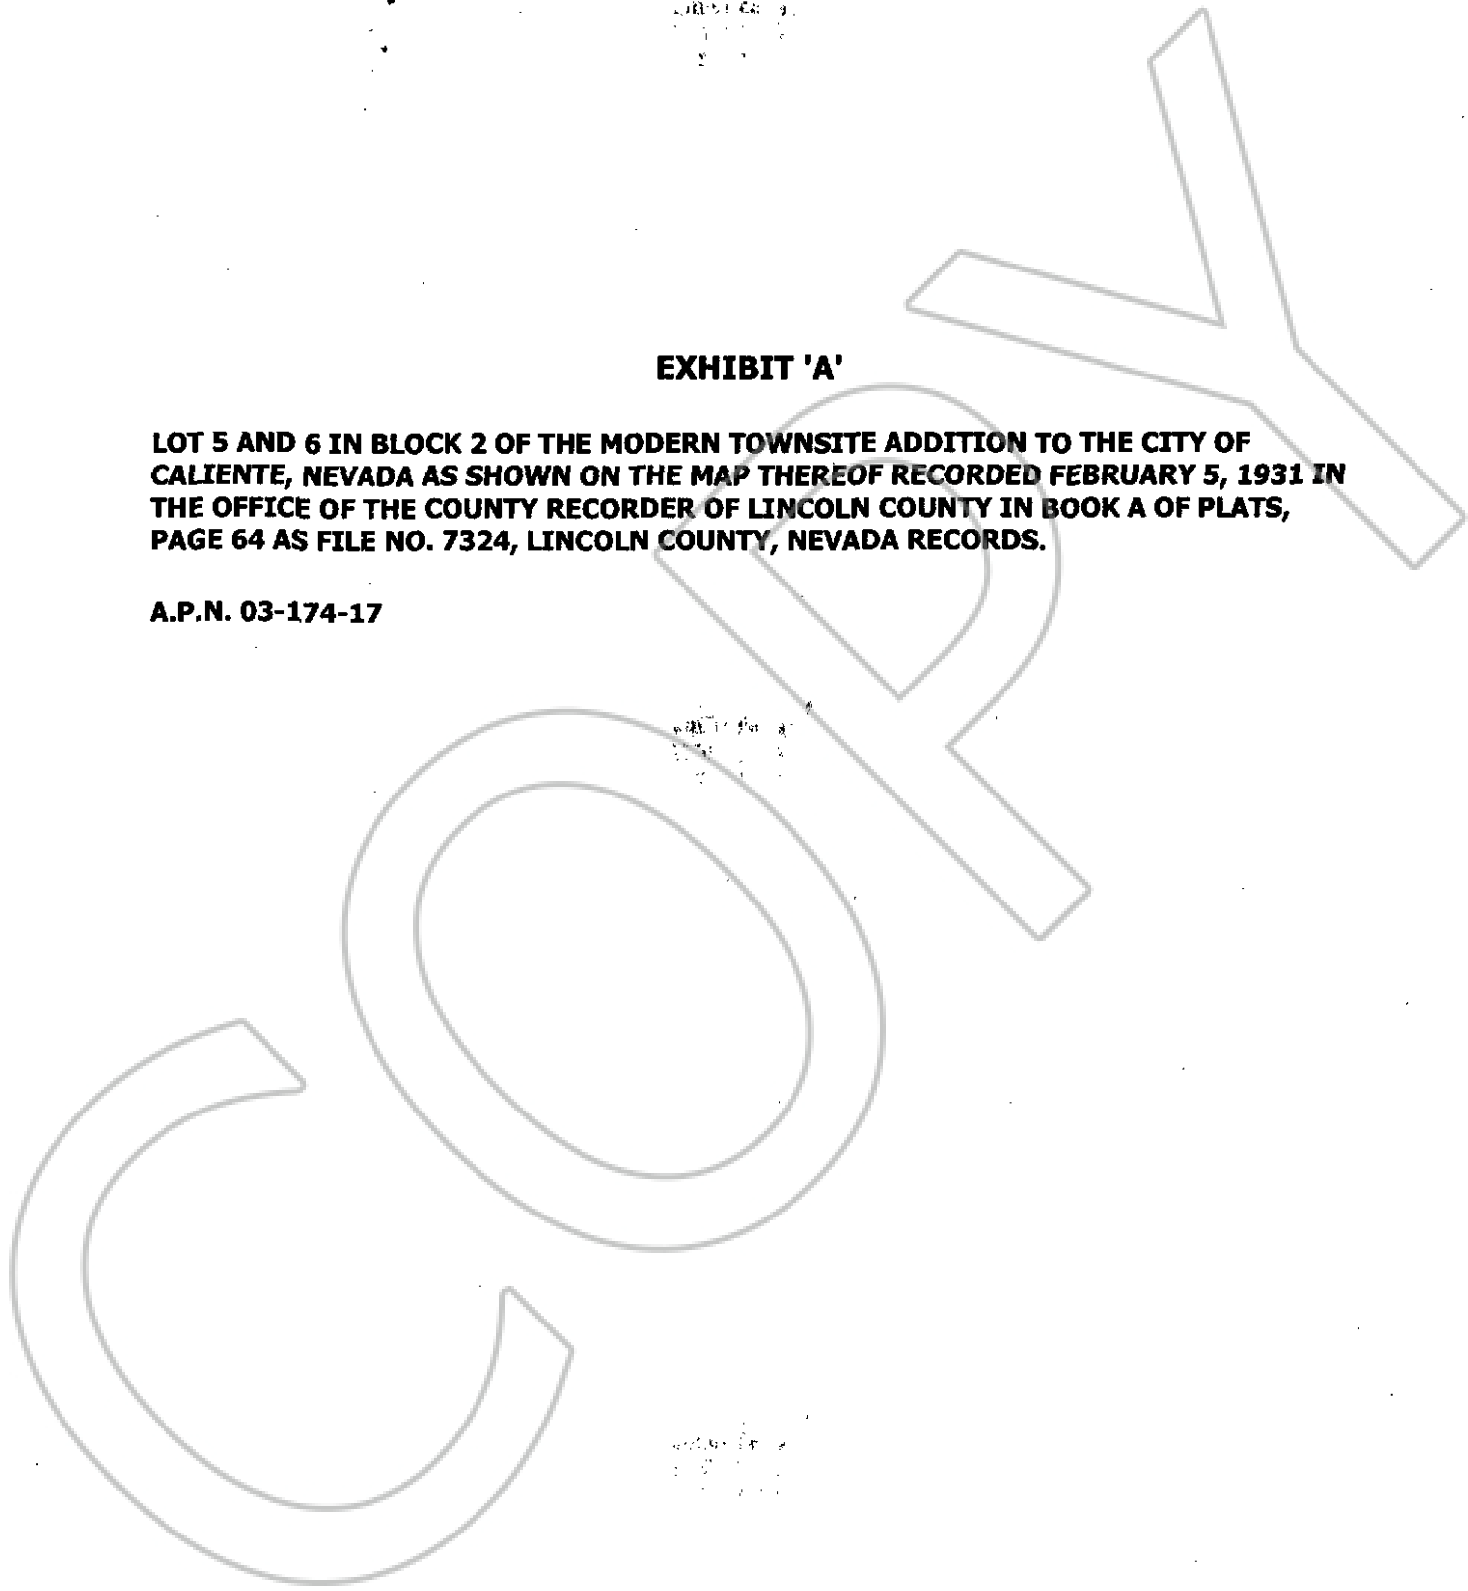 EXHIBIT 'A'
LOT 5 AND 6 IN BLOCK 2 OF THE MODERN TOWNSITE ADDITION TO THE CITY OF
CALIENTE, NEVADA AS SHOWN ON THE MAP THEREOF RECORDED FEBRUARY 5, 1931 IN
THE OFFICE OF THE COUNTY RECORDER OF LINCOLN COUNTY IN BOOK A OF PLATS,
PAGE 64 AS FILE NO. 7324, LINCOLN COUNTY, NEVADA RECORDS.
A.P.N. 03-174-17
COPY